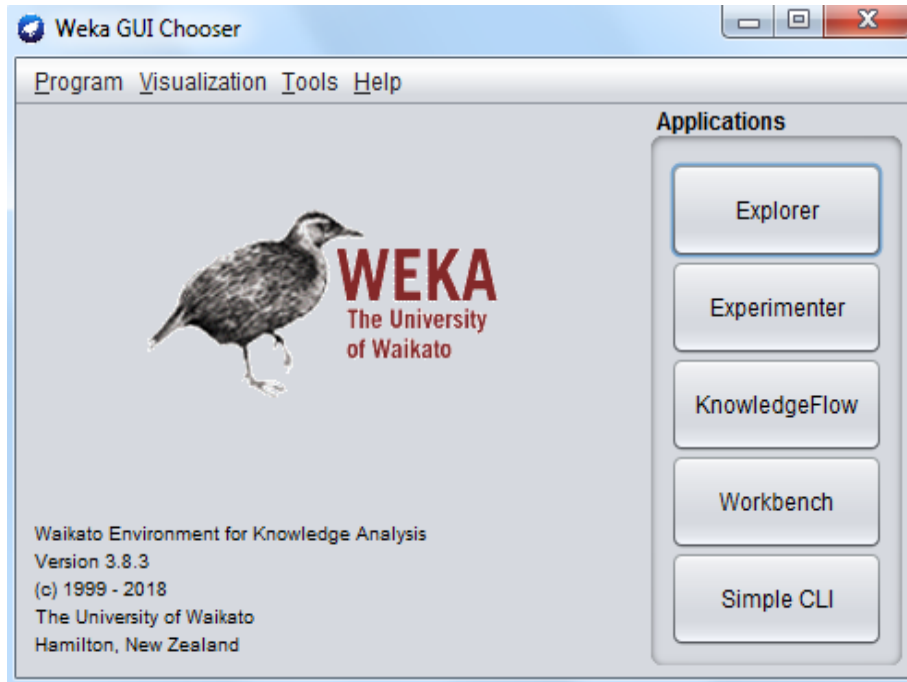 Weka GUI Chooser
Program Visualization Tools Help
Applications
Explorer
Experimenter
KnowledgeFlow
Workbench
Simple CLI
WEKA
The University
of Waikato
Waikato Environment for Knowledge Analysis
Version 3.8.3
(c) 1999 - 2018
The University of Waikato
Hamilton, New Zealand